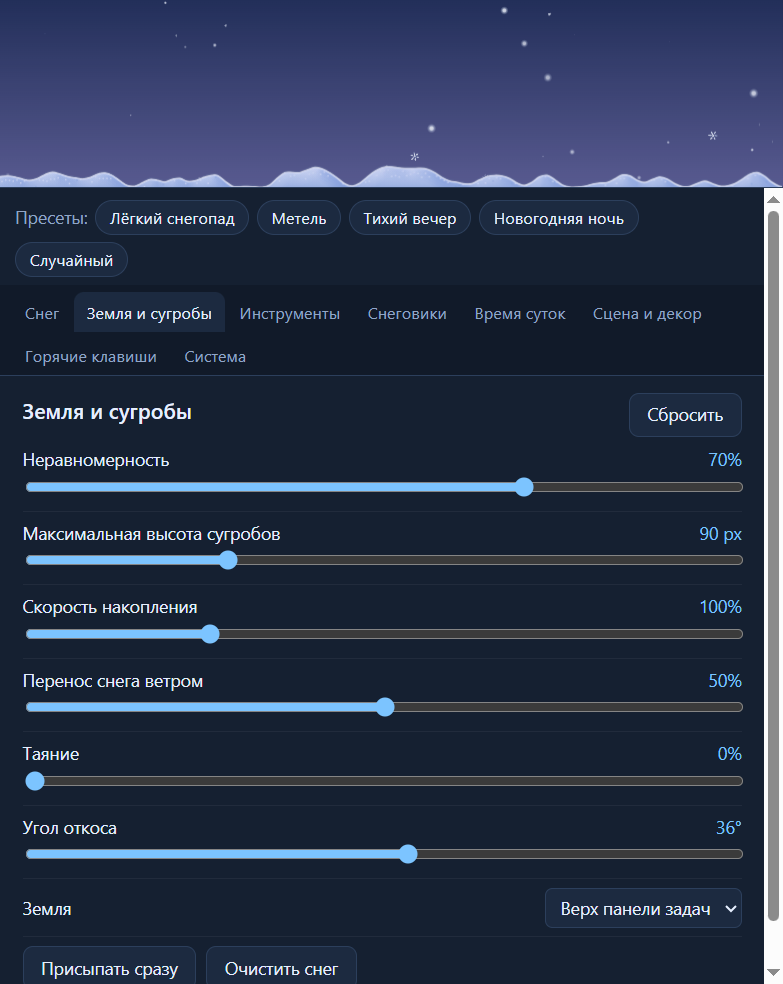 Пресеты: Лёгкий снегопад Метель Тихий вечер Новогодняя ночь
Случайный
Снег Земля и сугробы Инструменты Снеговики Время суток Сцена и декор
Горячие клавиши Система
Земля и сугробы Сбросить
Неравномерность 70%
Максимальная высота сугробов 90 px
Скорость накопления 100%
Перенос снега ветром 50%
Таяние 0%
Угол откоса 36°
Земля Верх панели задач
Присыпать сразу Очистить снег